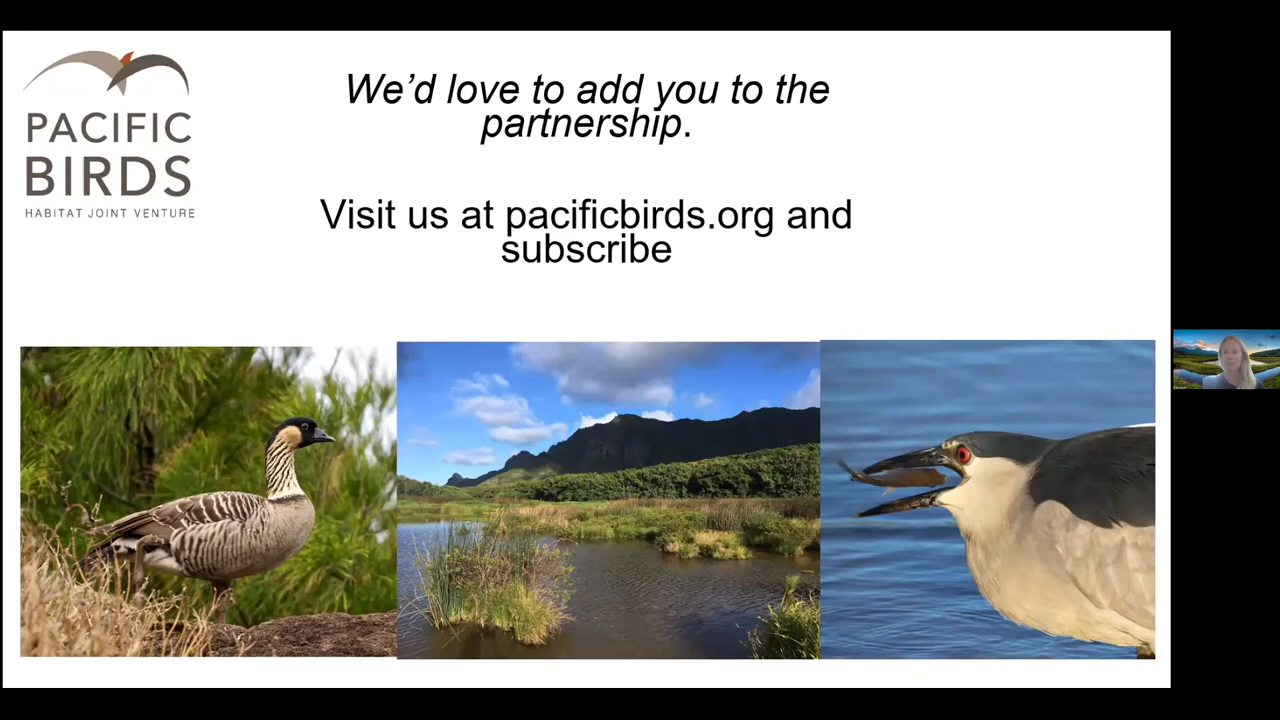 PACIFIC
BIRDS
HABITAT JOINT VENTURE
We'd love to add you to the
partnership.
Visit us at pacificbirds.org and
subscribe